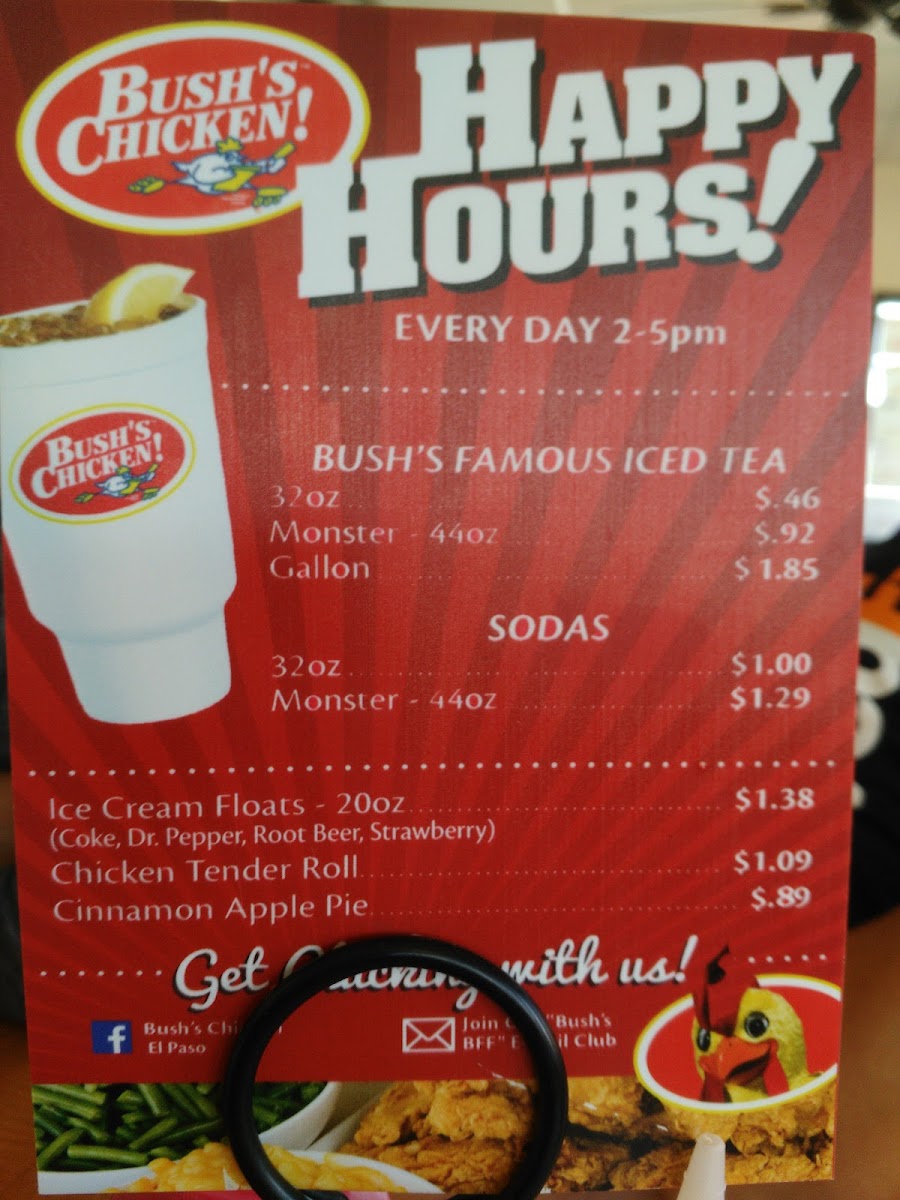 BUSH'S™
CHICKEN!
HAPPY
HOURS!
EVERY DAY 2-5pm
BUSH'S
CHICKEN!
BUSH'S FAMOUS ICED TEA
32oz $.46
Monster - 44oz $.92
Gallon $1.85
SODAS
32oz $1.00
Monster - 44oz $1.29
Ice Cream Floats - 20oz $1.38
(Coke, Dr. Pepper, Root Beer, Strawberry)
Chicken Tender Roll $1.09
Cinnamon Apple Pie $.89
Get with us!
f Bush's
El Paso
Join "Bush's
BFF" Club